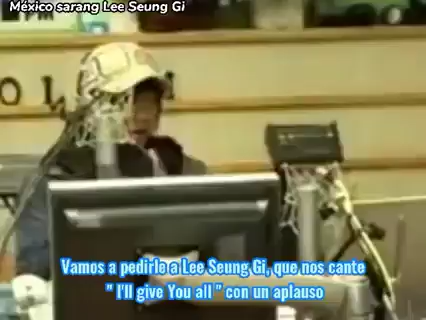 México sarang Lee Seung Gi
Vamos a pedirle a Lee Seung Gi, que nos cante
" I'll give You all " con un aplauso